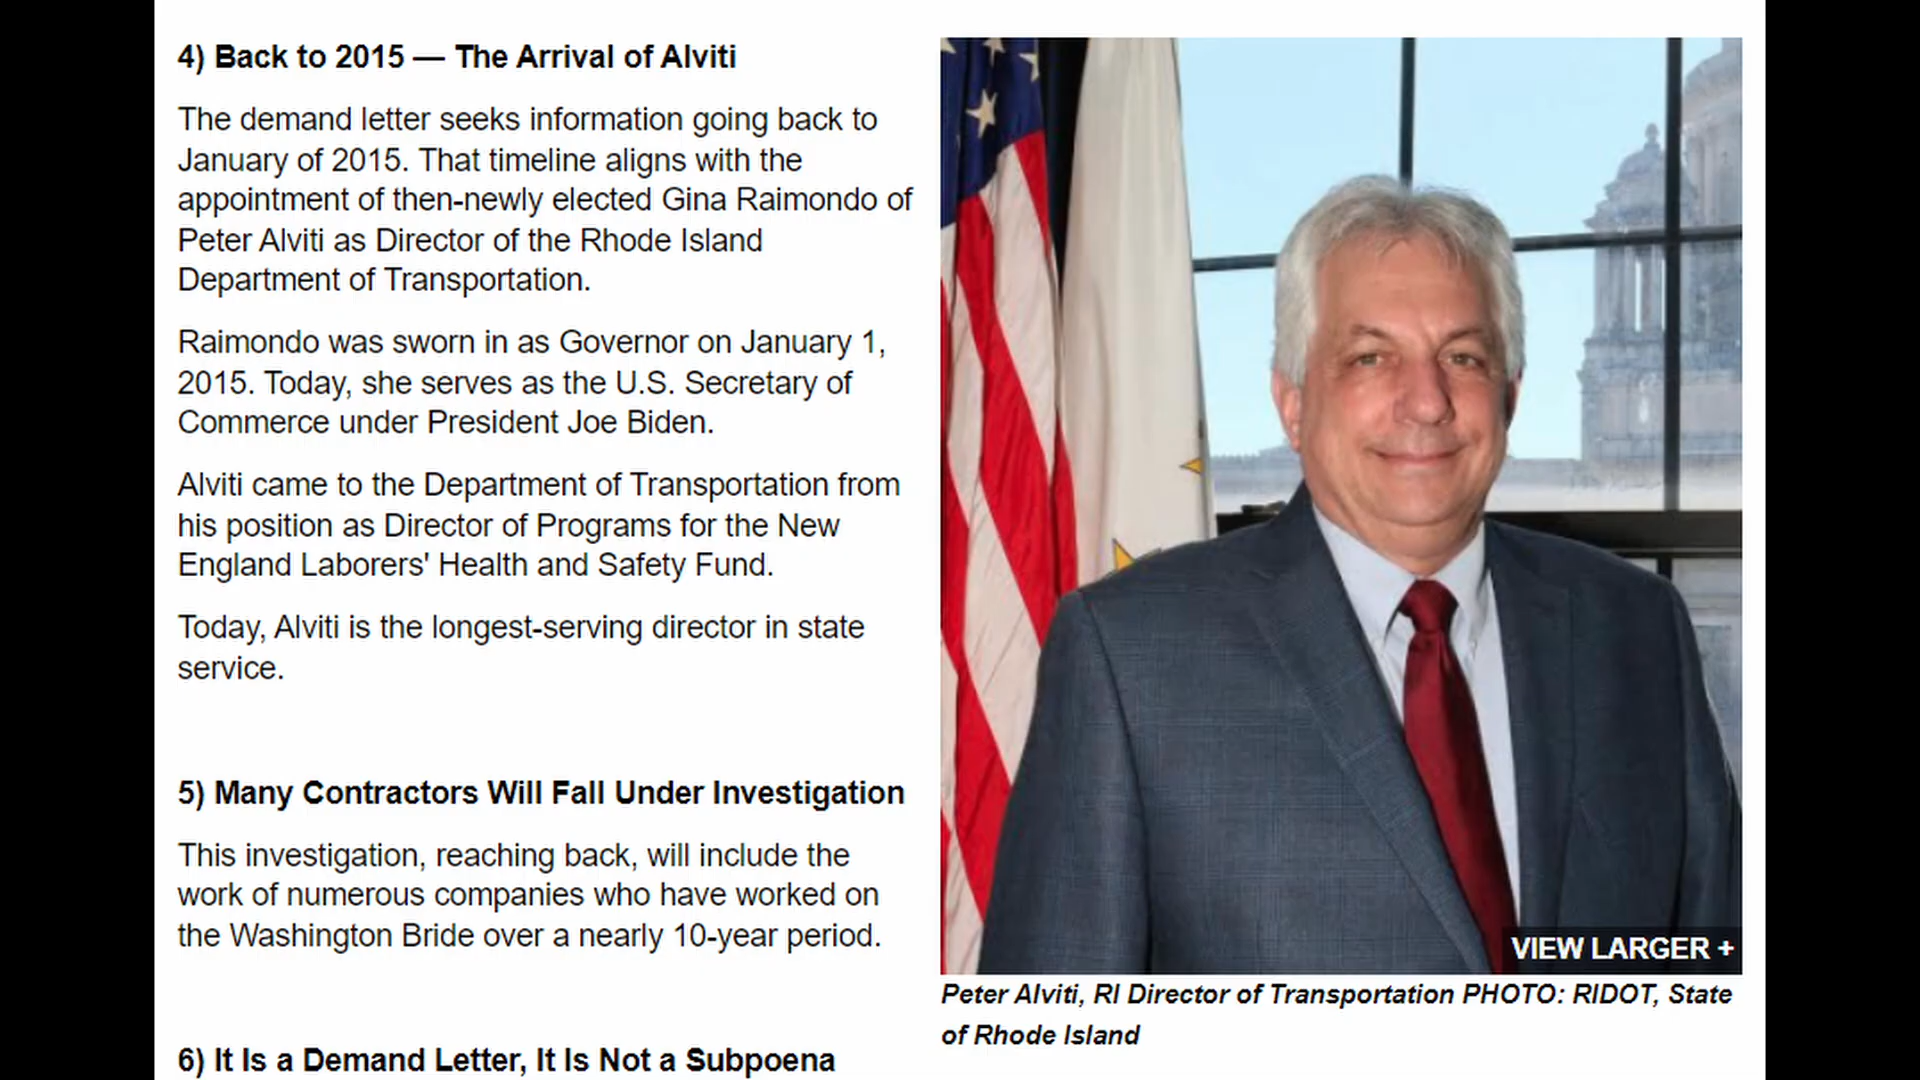 4) Back to 2015 — The Arrival of Alviti
The demand letter seeks information going back to
January of 2015. That timeline aligns with the
appointment of then-newly elected Gina Raimondo of
Peter Alviti as Director of the Rhode Island
Department of Transportation.
Raimondo was sworn in as Governor on January 1,
2015. Today, she serves as the U.S. Secretary of
Commerce under President Joe Biden.
Alviti came to the Department of Transportation from
his position as Director of Programs for the New
England Laborers' Health and Safety Fund.
Today, Alviti is the longest-serving director in state
service.
5) Many Contractors Will Fall Under Investigation
This investigation, reaching back, will include the
work of numerous companies who have worked on
the Washington Bride over a nearly 10-year period.
6) It Is a Demand Letter, It Is Not a Subpoena
VIEW LARGER +
Peter Alviti, RI Director of Transportation PHOTO: RIDOT, State
of Rhode Island